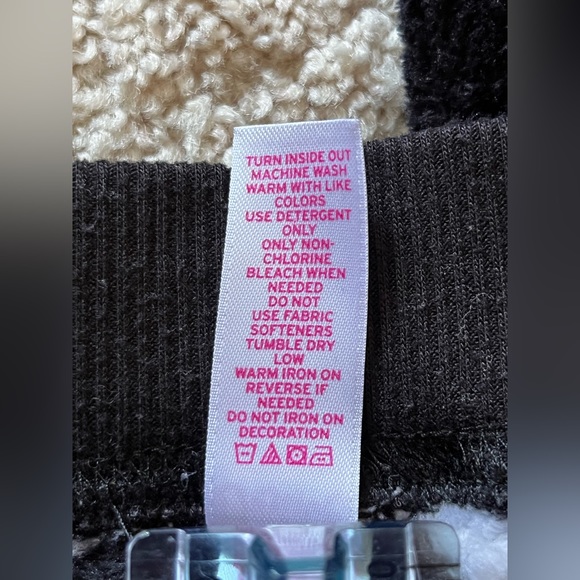 TURN INSIDE OUT
MACHINE WASH
WARM WITH LIKE
COLORS
USE DETERGENT
ONLY
ONLY NON-
CHLORINE
BLEACH WHEN
NEEDED
DO NOT
USE FABRIC
SOFTENERS
TUMBLE DRY
LOW
WARM IRON ON
REVERSE IF
NEEDED
DO NOT IRON ON
DECORATION